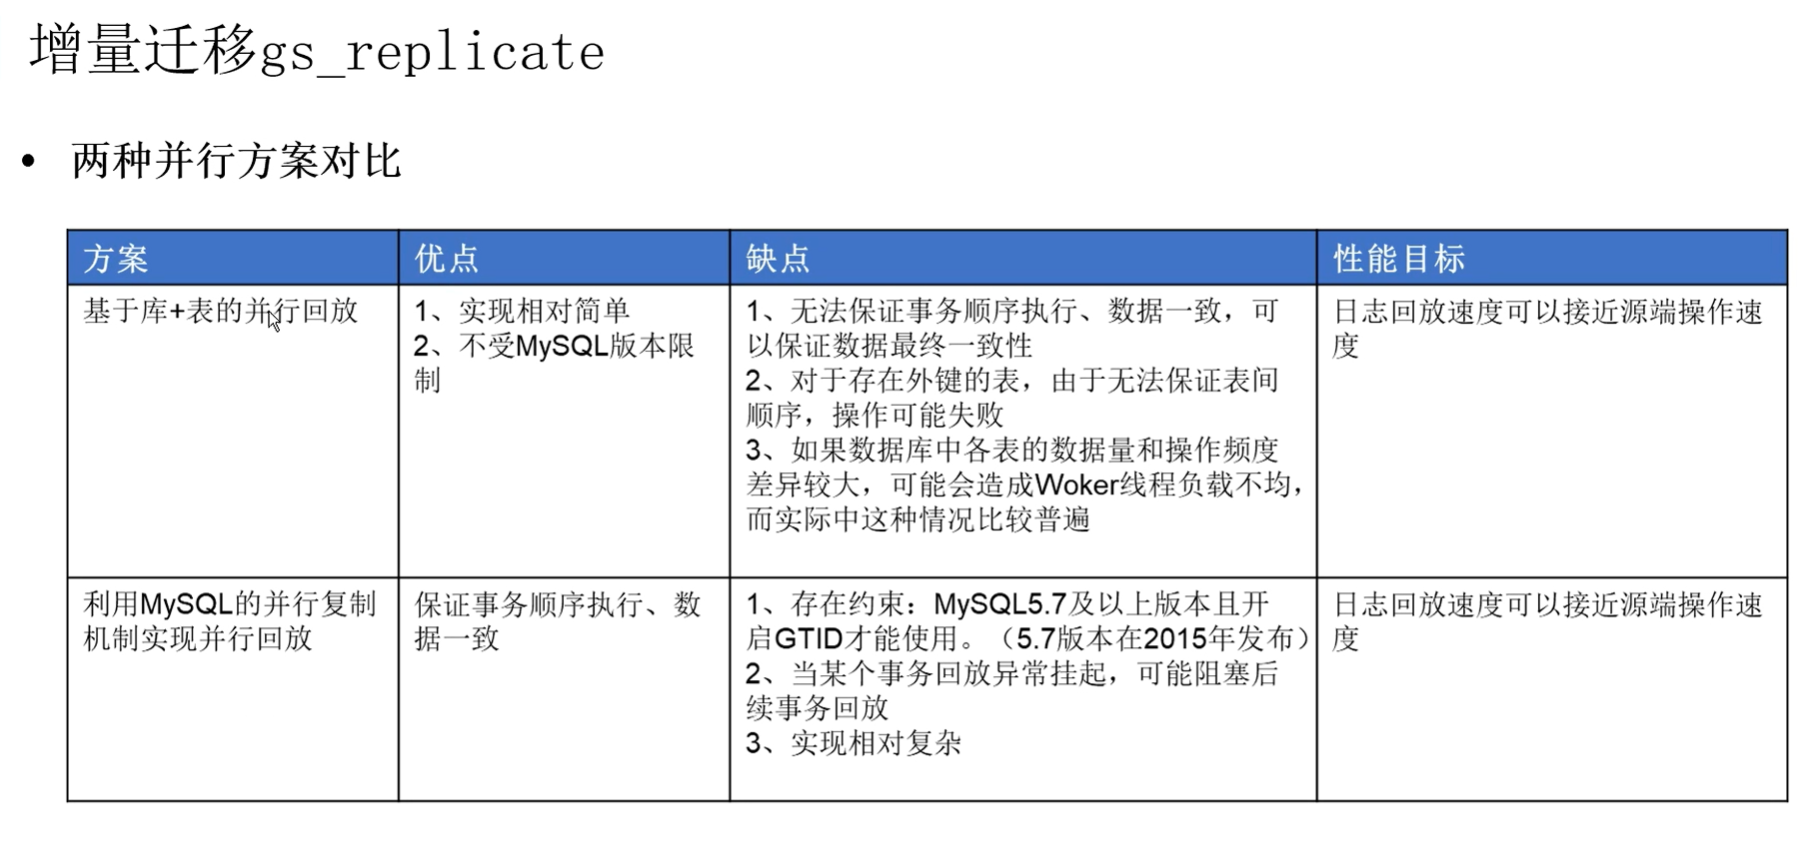 增量迁移gs_replicate
• 两种并行方案对比
方案
优点
缺点
性能目标
基于库+表的并行回放
1、实现相对简单
2、不受MySQL版本限
制
1、无法保证事务顺序执行、数据一致，可
以保证数据最终一致性
2、对于存在外键的表，由于无法保证表间
顺序，操作可能失败
3、如果数据库中各表的数据量和操作频度
差异较大，可能会造成Woker线程负载不均，
而实际中这种情况比较普遍
日志回放速度可以接近源端操作速
度
利用MySQL的并行复制
机制实现并行回放
保证事务顺序执行、数
据一致
1、存在约束：MySQL5.7及以上版本且开
启GTID才能使用。（5.7版本在2015年发布）
2、当某个事务回放异常挂起，可能阻塞后
续事务回放
3、实现相对复杂
日志回放速度可以接近源端操作速
度